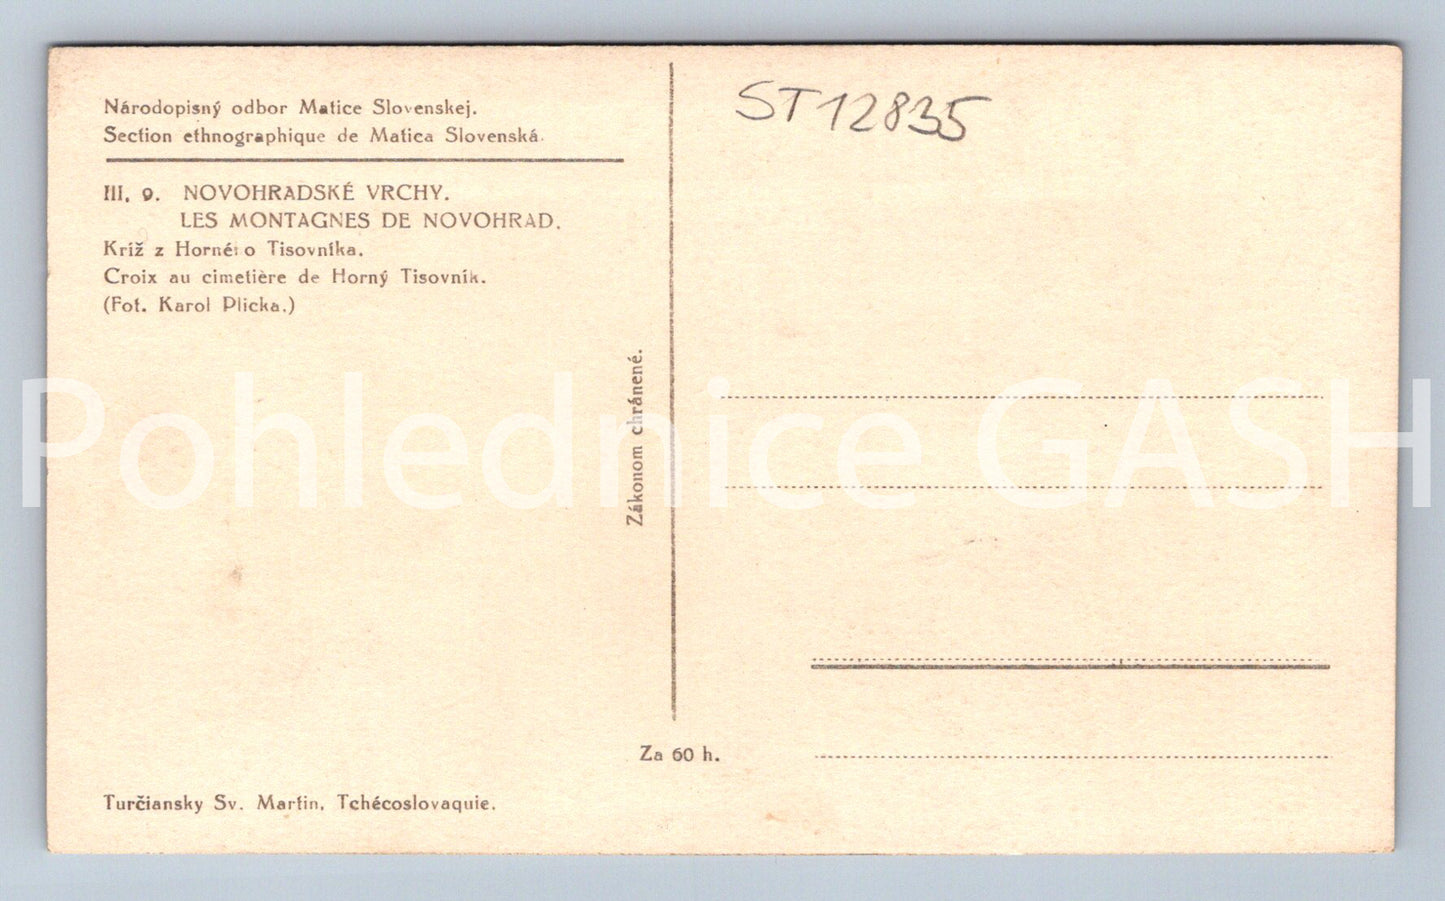 Národopisný odbor Matice Slovenskej.
Section ethnographique de Matica Slovenská.
III. 9. NOVOHRADSKÉ VRCHY.
LES MONTAGNES DE NOVOHRAD.
Kríž z Horného Tisovníka.
Croix au cimetière de Horný Tisovník.
(Fot. Karol Plicka.)
Zákonom chránené.
Za 60 h.
Turčiansky Sv. Martin, Tchécoslovaquie.
ST12835
Pohlednice GASH